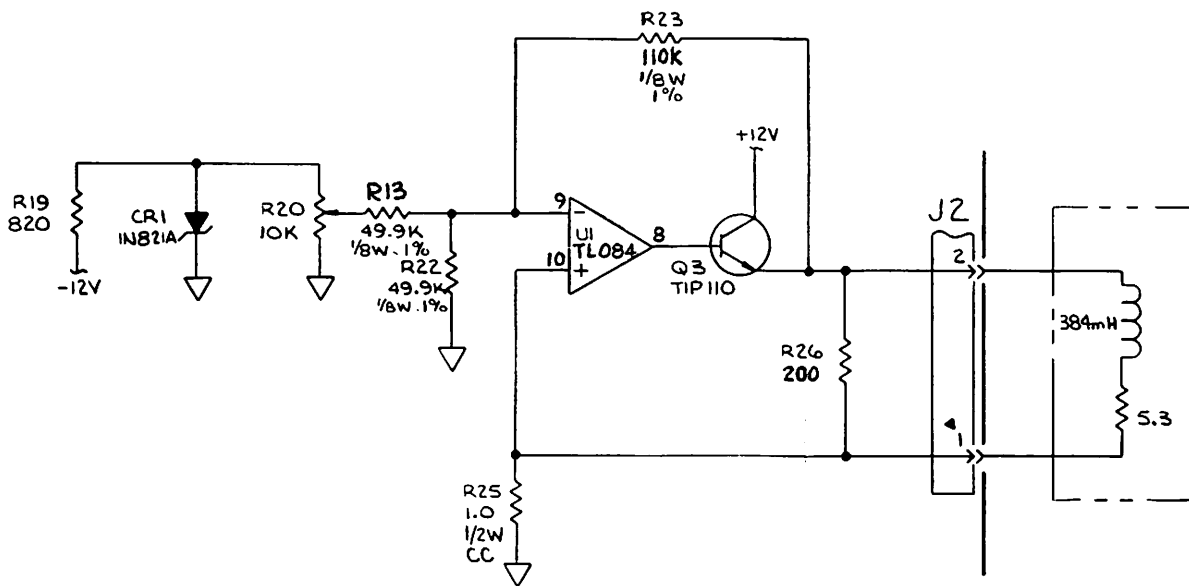 R23
110K
1/8W
1%
+12V
R19
820
CR1
1N821A
R20
10K
R13
49.9K
1/8W. 1%
R22
49.9K
1/8W. 1%
-12V
9
-
U1
TL084
8
10
+
Q3
TIP110
J2
2
384mH
R26
200
5.3
R25
1.0
1/2W
CC